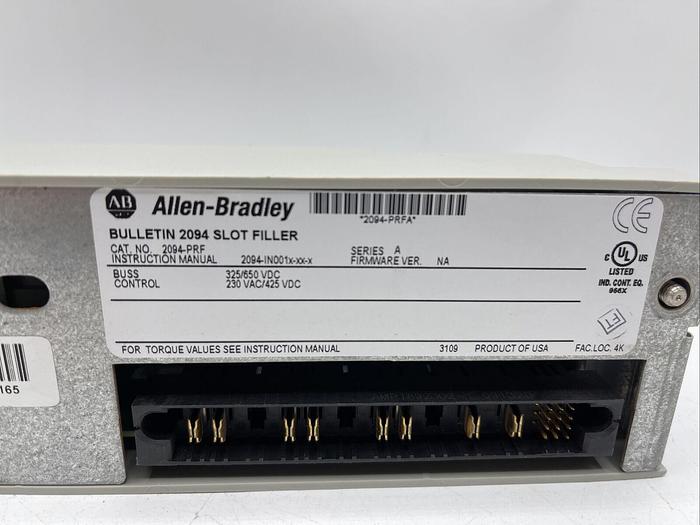 AB Allen-Bradley
*2094-PRFA*
BULLETIN 2094 SLOT FILLER
CAT. NO. 2094-PRF SERIES A
INSTRUCTION MANUAL 2094-IN001x-xx-x FIRMWARE VER. NA
BUSS 325/650 VDC
CONTROL 230 VAC/425 VDC
CE
C UL US
LISTED
IND. CONT. EQ.
966X
FOR TORQUE VALUES SEE INSTRUCTION MANUAL 3109 PRODUCT OF USA FAC. LOC. 4K
165